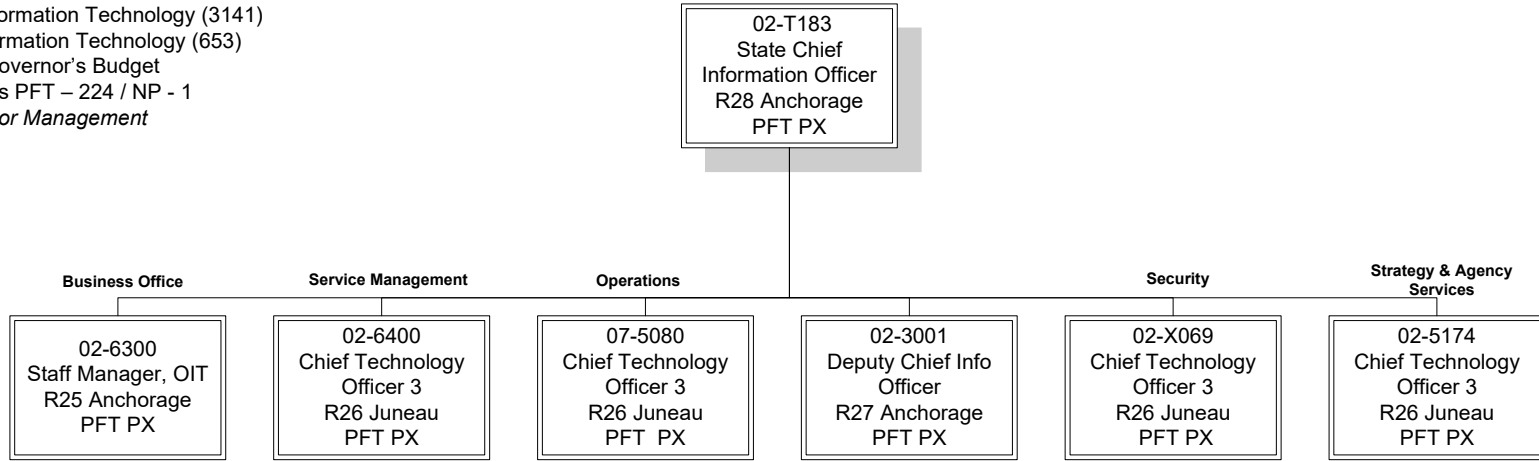 Information Technology (3141)
Information Technology (653)
Governor's Budget
PFT – 224 / NP - 1
Management
02-T183
State Chief
Information Officer
R28 Anchorage
PFT PX
Business Office
Service Management
Operations
Security
Strategy & Agency
Services
02-6300
Staff Manager, OIT
R25 Anchorage
PFT PX
02-6400
Chief Technology
Officer 3
R26 Juneau
PFT PX
07-5080
Chief Technology
Officer 3
R26 Juneau
PFT PX
02-3001
Deputy Chief Info
Officer
R27 Anchorage
PFT PX
02-X069
Chief Technology
Officer 3
R26 Juneau
PFT PX
02-5174
Chief Technology
Officer 3
R26 Juneau
PFT PX